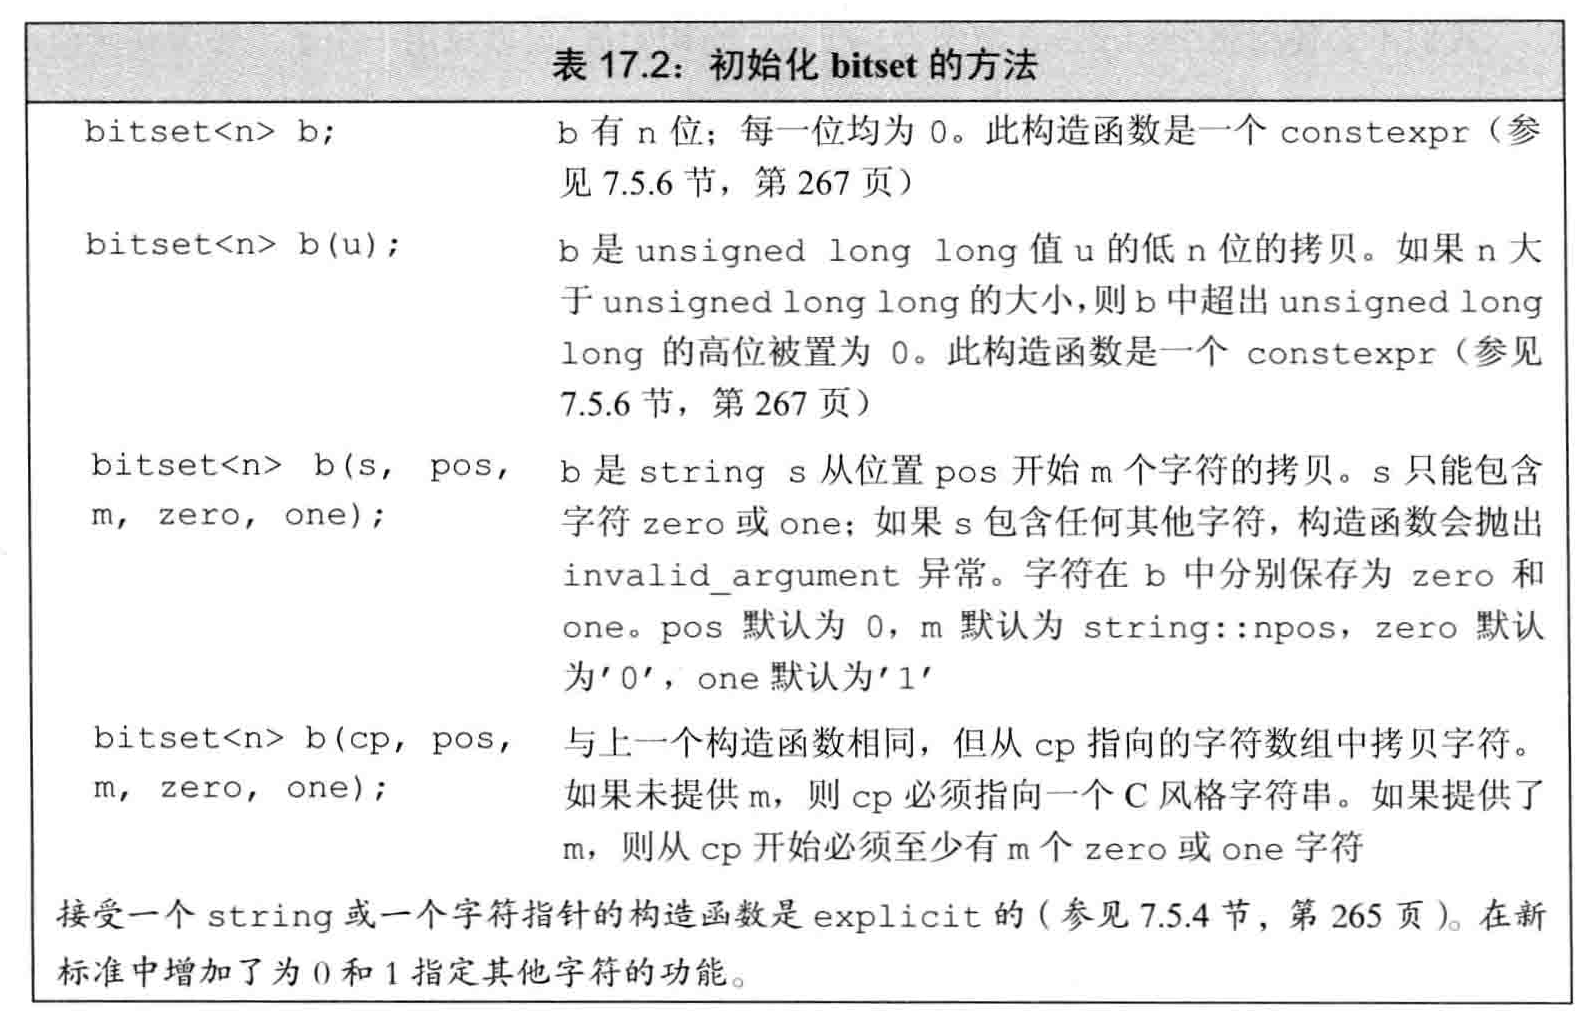 表 17.2：初始化 bitset 的方法
bitset<n> b;
b 有 n 位；每一位均为 0。此构造函数是一个 constexpr（参
见 7.5.6 节，第 267 页）
bitset<n> b(u);
b 是 unsigned long long 值 u 的低 n 位的拷贝。如果 n 大
于 unsigned long long 的大小，则 b 中超出 unsigned long
long 的高位被置为 0。此构造函数是一个 constexpr（参见
7.5.6 节，第 267 页）
bitset<n> b(s, pos,
m, zero, one);
b 是 string s 从位置 pos 开始 m 个字符的拷贝。s 只能包含
字符 zero 或 one；如果 s 包含任何其他字符，构造函数会抛出
invalid_argument 异常。字符在 b 中分别保存为 zero 和
one。pos 默认为 0，m 默认为 string::npos，zero 默认
为'0'，one 默认为'1'
bitset<n> b(cp, pos,
m, zero, one);
与上一个构造函数相同，但从 cp 指向的字符数组中拷贝字符。
如果未提供 m，则 cp 必须指向一个 C 风格字符串。如果提供了
m，则从 cp 开始必须至少有 m 个 zero 或 one 字符
接受一个 string 或一个字符指针的构造函数是 explicit 的（参见 7.5.4 节，第 265 页）。在新
标准中增加了为 0 和 1 指定其他字符的功能。